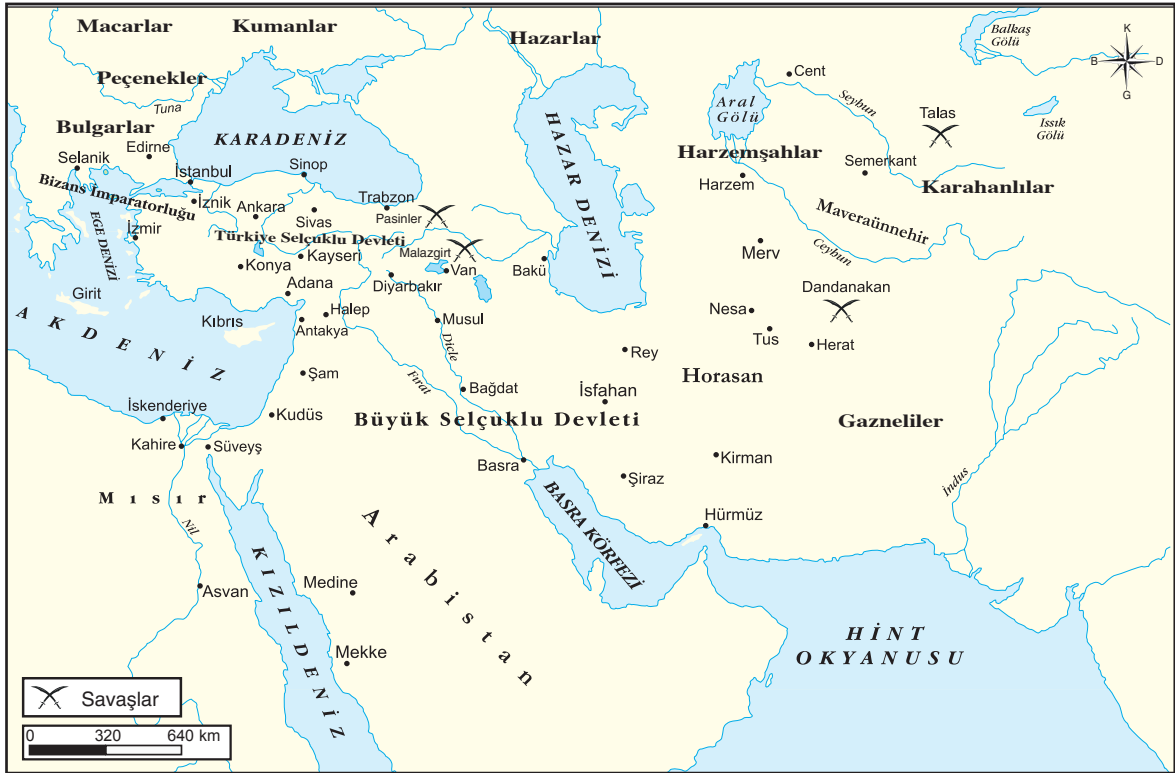 Macarlar
Kumanlar
Hazarlar
Balkaş
Gölü
K
B
D
G
Peçenekler
Tuna
Cent
Aral
Gölü
Seybun
Talas
Issık
Gölü
Bulgarlar
Edirne
KARADENİZ
HAZAR DENİZİ
Harzemşahlar
Semerkant
Selanik
İstanbul
Sinop
Harzem
Karahanlılar
Bizans İmparatorluğu
İznik
Ankara
Sivas
Trabzon
Pasinler
Maveraünnehir
EGE DENİZİ
İzmir
Türkiye Selçuklu Devleti
Malazgirt
Merv
Ceybun
Konya
Kayseri
Van
Bakü
Diyarbakır
Dandanakan
Girit
Adana
Kıbrıs
Halep
Antakya
Musul
Nesa
Tus
Herat
AKDENİZ
Dicle
Rey
Şam
Fırat
Bağdat
İsfahan
Horasan
İskenderiye
Kudüs
Büyük Selçuklu Devleti
Gazneliler
Kahire
Süveyş
Basra
Kirman
Şiraz
İndus
Mısır
Nil
BASRA KÖRFEZİ
Hürmüz
Arabistan
KIZILDENİZ
Asvan
Medine
Mekke
HİNT
OKYANUSU
Savaşlar
0 320 640 km